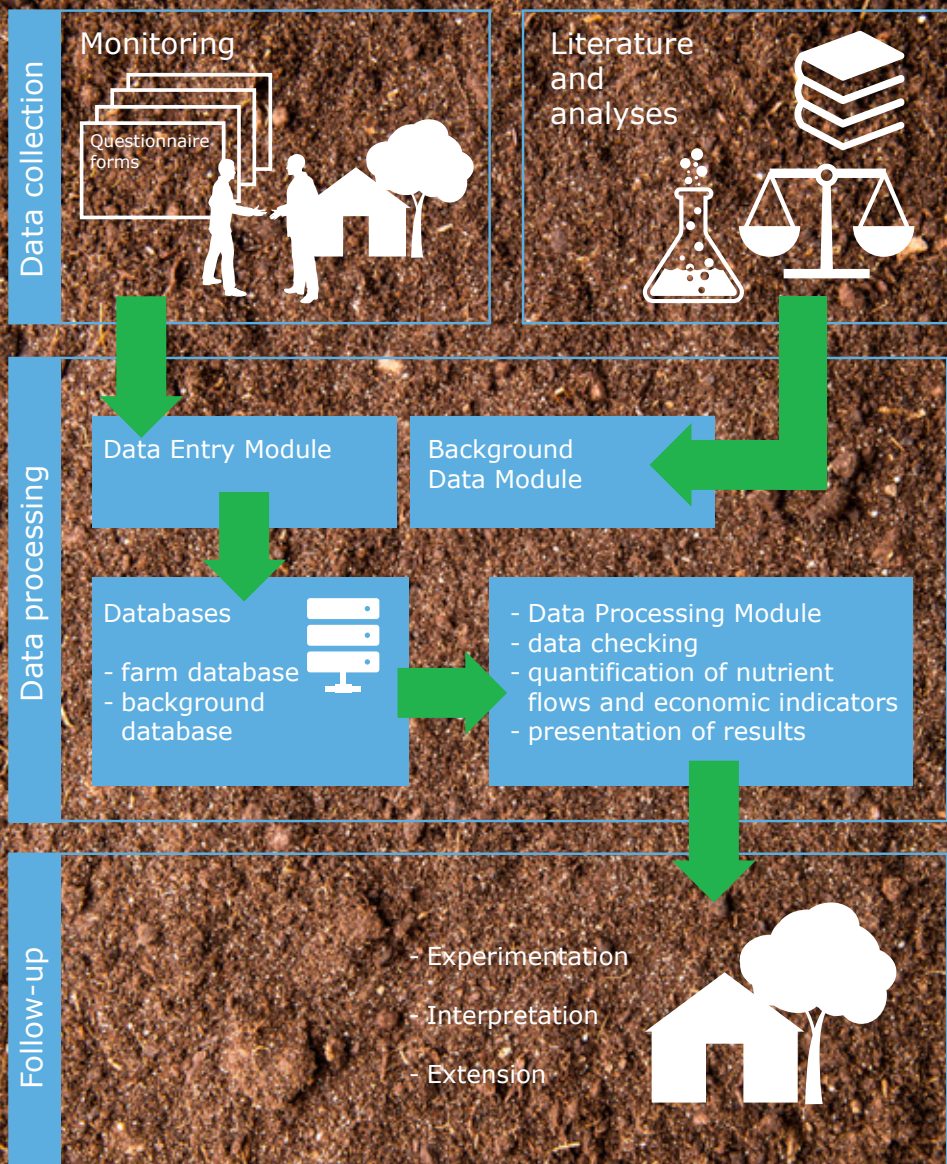 Data collection
Monitoring
Questionnaire
forms
Literature
and
analyses
Data processing
Data Entry Module
Background
Data Module
Databases
- farm database
- background
database
- Data Processing Module
- data checking
- quantification of nutrient
flows and economic indicators
- presentation of results
Follow-up
- Experimentation
- Interpretation
- Extension